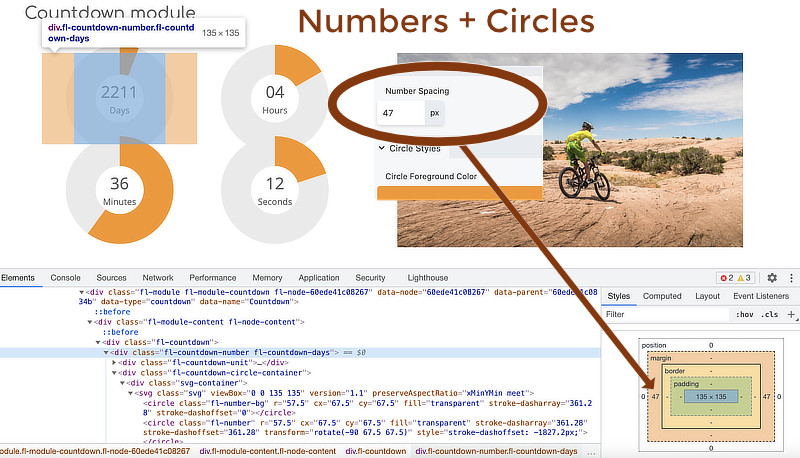 Countdown module
Numbers + Circles
div.fl-countdown-number.fl-countd
own-days
135 × 135
2211
Days
04
Hours
36
Minutes
12
Seconds
Number Spacing
47
px
Circle Styles
Circle Foreground Color
Elements Console Sources Network Performance Memory Application Security Lighthouse
2 3
<div class="fl-module fl-module-countdown fl-node-60ede41c08267" data-node="60ede41c08267" data-parent="60ede41c08
34b" data-type="countdown" data-name="Countdown">
::before
<div class="fl-module-content fl-node-content">
::before
<div class="fl-countdown">
<div class="fl-countdown-number fl-countdown-days"> == $0
<div class="fl-countdown-unit">…</div>
<div class="fl-countdown-circle-container">
<div class="svg-container">
<svg class="svg" viewBox="0 0 135 135" version="1.1" preserveAspectRatio="xMinYMin meet">
<circle class="fl-number-bg" r="57.5" cx="67.5" cy="67.5" fill="transparent" stroke-dasharray="361.2
8" stroke-dashoffset="0"></circle>
<circle class="fl-number" r="57.5" cx="67.5" cy="67.5" fill="transparent" stroke-dasharray="361.28"
stroke-dashoffset="361.28" transform="rotate(-90 67.5 67.5)" style="stroke-dashoffset: -1827.2px;">
</circle>
odule.fl-module-countdown.fl-node-60ede41c08267 div.fl-module-content.fl-node-content div.fl-countdown div.fl-countdown-number.fl-countdown-days …
Styles Computed Layout Event Listeners
Filter :hov .cls +
position 0
margin -
border -
padding -
0 47 - - 135 × 135 - - 47 0
-
-
-
0